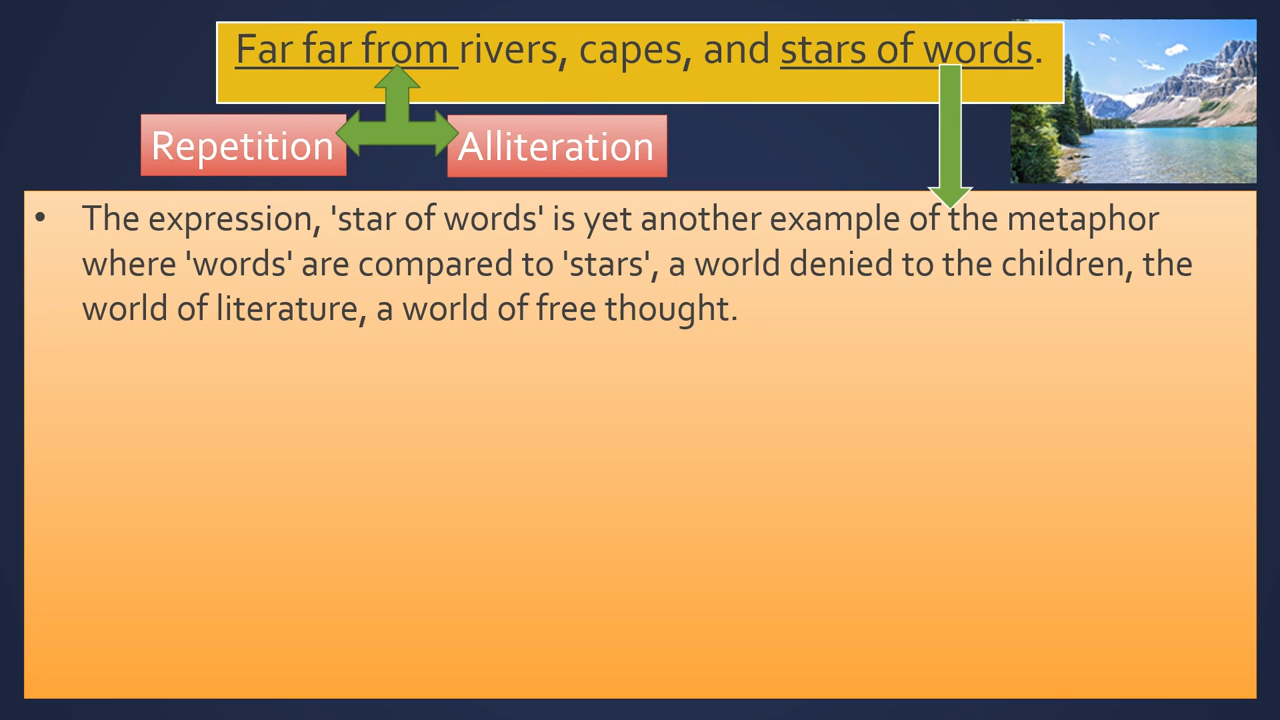 Far far from rivers, capes, and stars of words.
Repetition
Alliteration
• The expression, 'star of words' is yet another example of the metaphor
where 'words' are compared to 'stars', a world denied to the children, the
world of literature, a world of free thought.